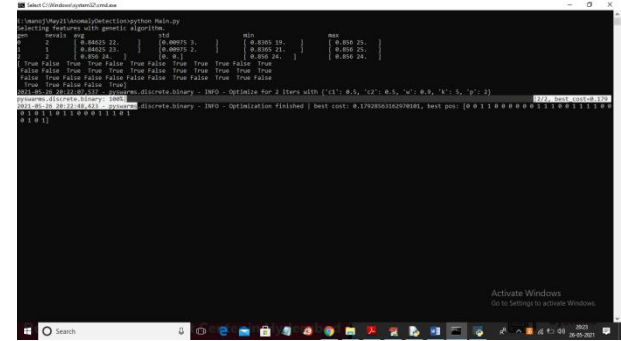 Select C:\Windows\system32\cmd.exe
E:\manoj\May21\AnomalyDetection>python Main.py
Selecting features with genetic algorithm.
gen nevals avg std min max
0 2 [ 0.84625 22. ] [0.00975 3. ] [ 0.8365 19. ] [ 0.856 25. ]
1 1 [ 0.84625 23. ] [0.00975 2. ] [ 0.8365 21. ] [ 0.856 25. ]
2 2 [ 0.856 24. ] [0. 0.] [ 0.856 24. ] [ 0.856 24. ]
[ True False True False True False True False True
False False True True True False True False True True
False True True True False False False False True False
True True False False True]
2021-05-26 20:22:07,537 - pyswarms.discrete.binary - INFO - Optimize for 2 iters with {'c1': 0.5, 'c2': 0.5, 'w': 0.9, 'k': 5, 'p': 2}
pyswarms.discrete.binary: 100%| |2/2, best_cost=0.179
2021-05-26 20:22:48,423 - pyswarms.discrete.binary - INFO - Optimization finished | best cost: 0.17928563162970101, best pos: [0 0 1 1 0 0 0 0 0 0 1 1 1 0 0 1 1 1 1 0 0
0 1 0 1 1 0 1 1 0 0 0 1 1 1 0 1
0 1 0 1]
Activate Windows
Go to Settings to activate Windows.
Search
20:23
26-05-2021